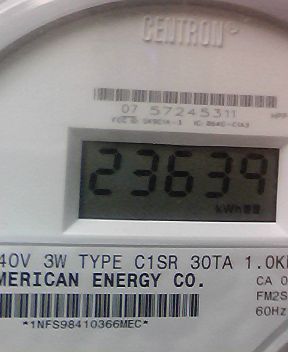 CENTRON®
07 57245311
23639
kWh
40V 3W TYPE C1SR 30TA 1.0K
MERICAN ENERGY CO.
CA 0
FM2S
60Hz
*1NFS98410366MEC*